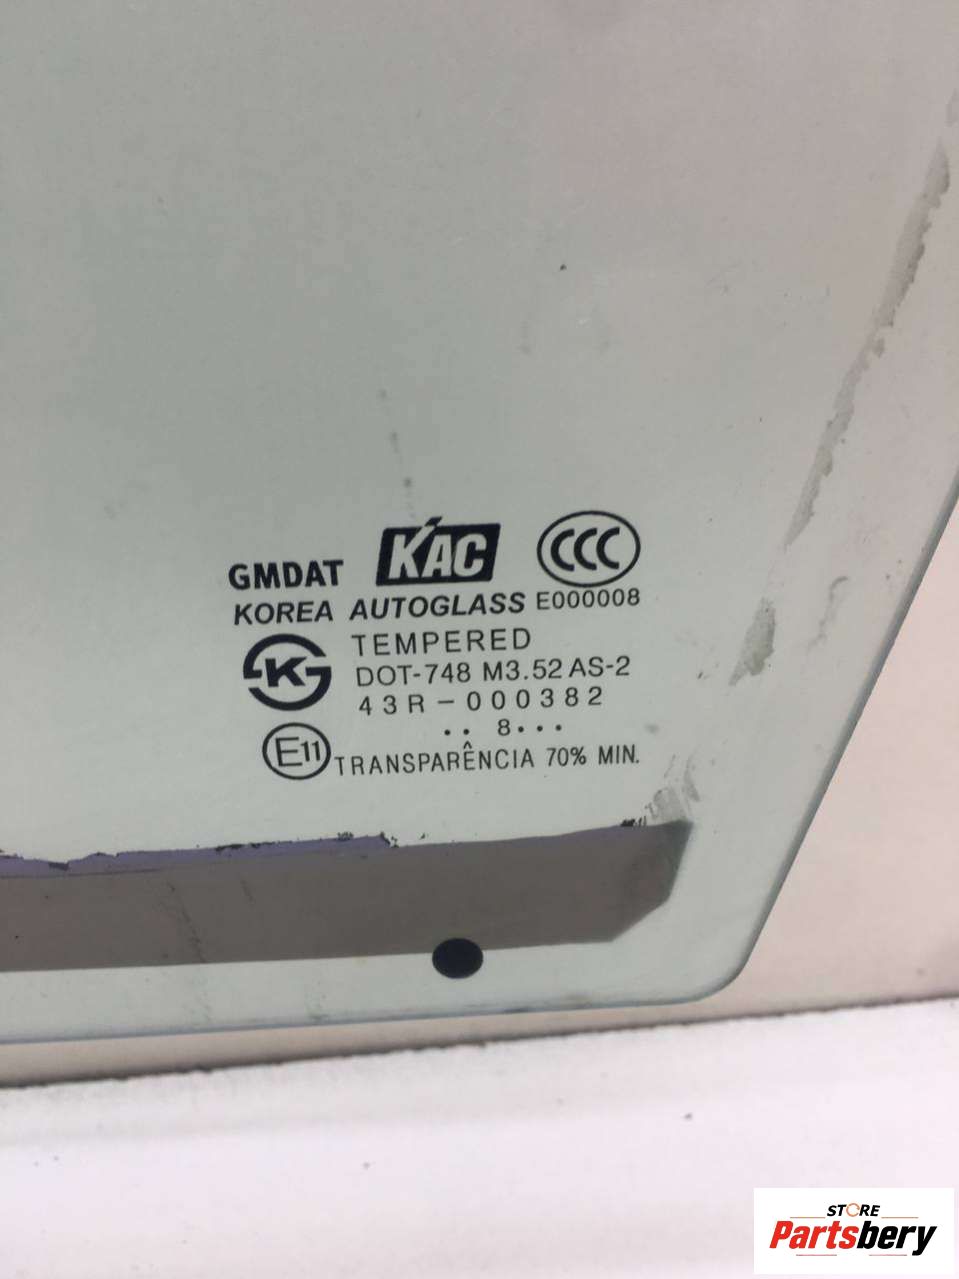 GMDAT KAC CCC
KOREA AUTOGLASS E000008
K TEMPERED
DOT-748 M3.52 AS-2
43R-000382
.. 8...
E11 TRANSPARÊNCIA 70% MIN.
STORE
Partsbery